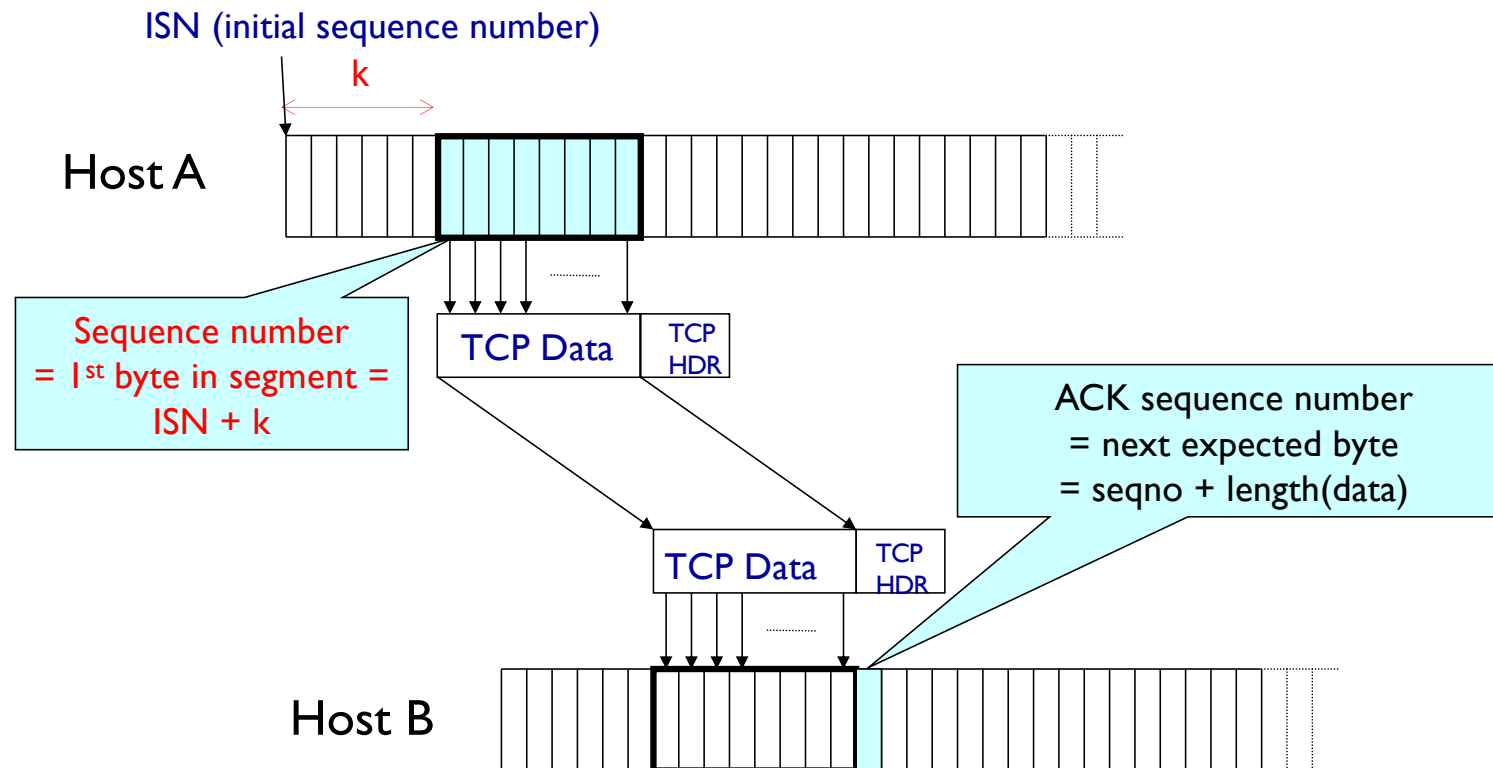 ISN (initial sequence number)
k
Host A
Sequence number
= 1st byte in segment =
ISN + k
TCP Data
TCP
HDR
ACK sequence number
= next expected byte
= seqno + length(data)
TCP Data
TCP
HDR
Host B